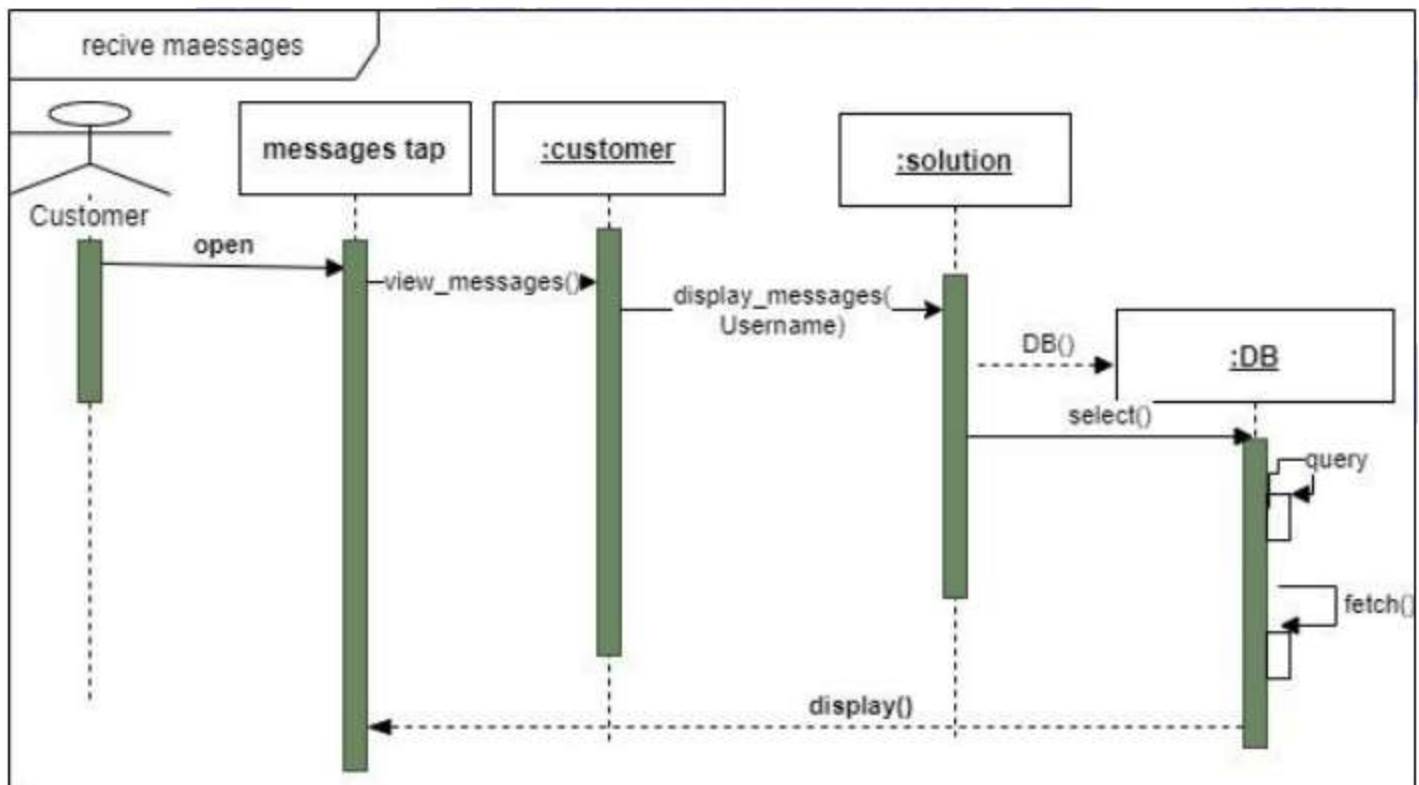 recive maessages
messages tap
:customer
:solution
Customer
open
view_messages()
display_messages(
Username)
DB()
:DB
select()
query
fetch()
display()